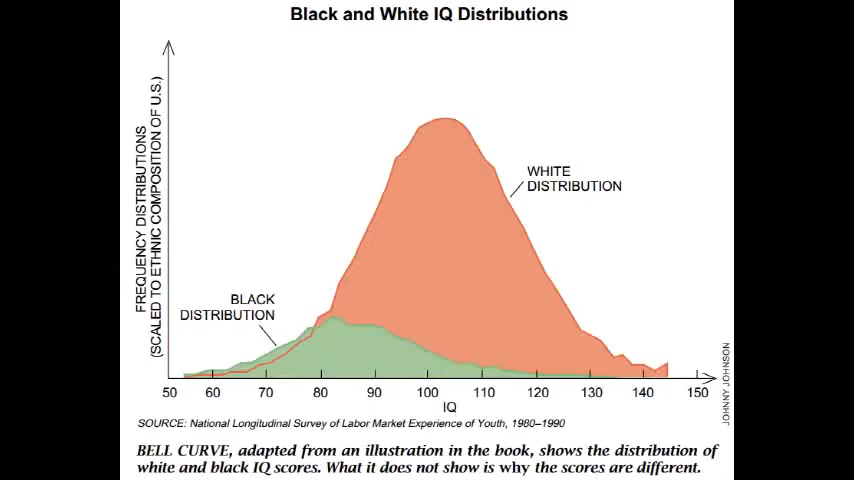 Black and White IQ Distributions
FREQUENCY DISTRIBUTIONS
(SCALED TO ETHNIC COMPOSITION OF U.S.)
WHITE
DISTRIBUTION
BLACK
DISTRIBUTION
50 60 70 80 90 100 110 120 130 150
IQ
JOHNNY JOHNSON
SOURCE: National Longitudinal Survey of Labor Market Experience of Youth, 1980–1990
BELL CURVE, adapted from an illustration in the book, shows the distribution of
white and black IQ scores. What it does not show is why the scores are different.